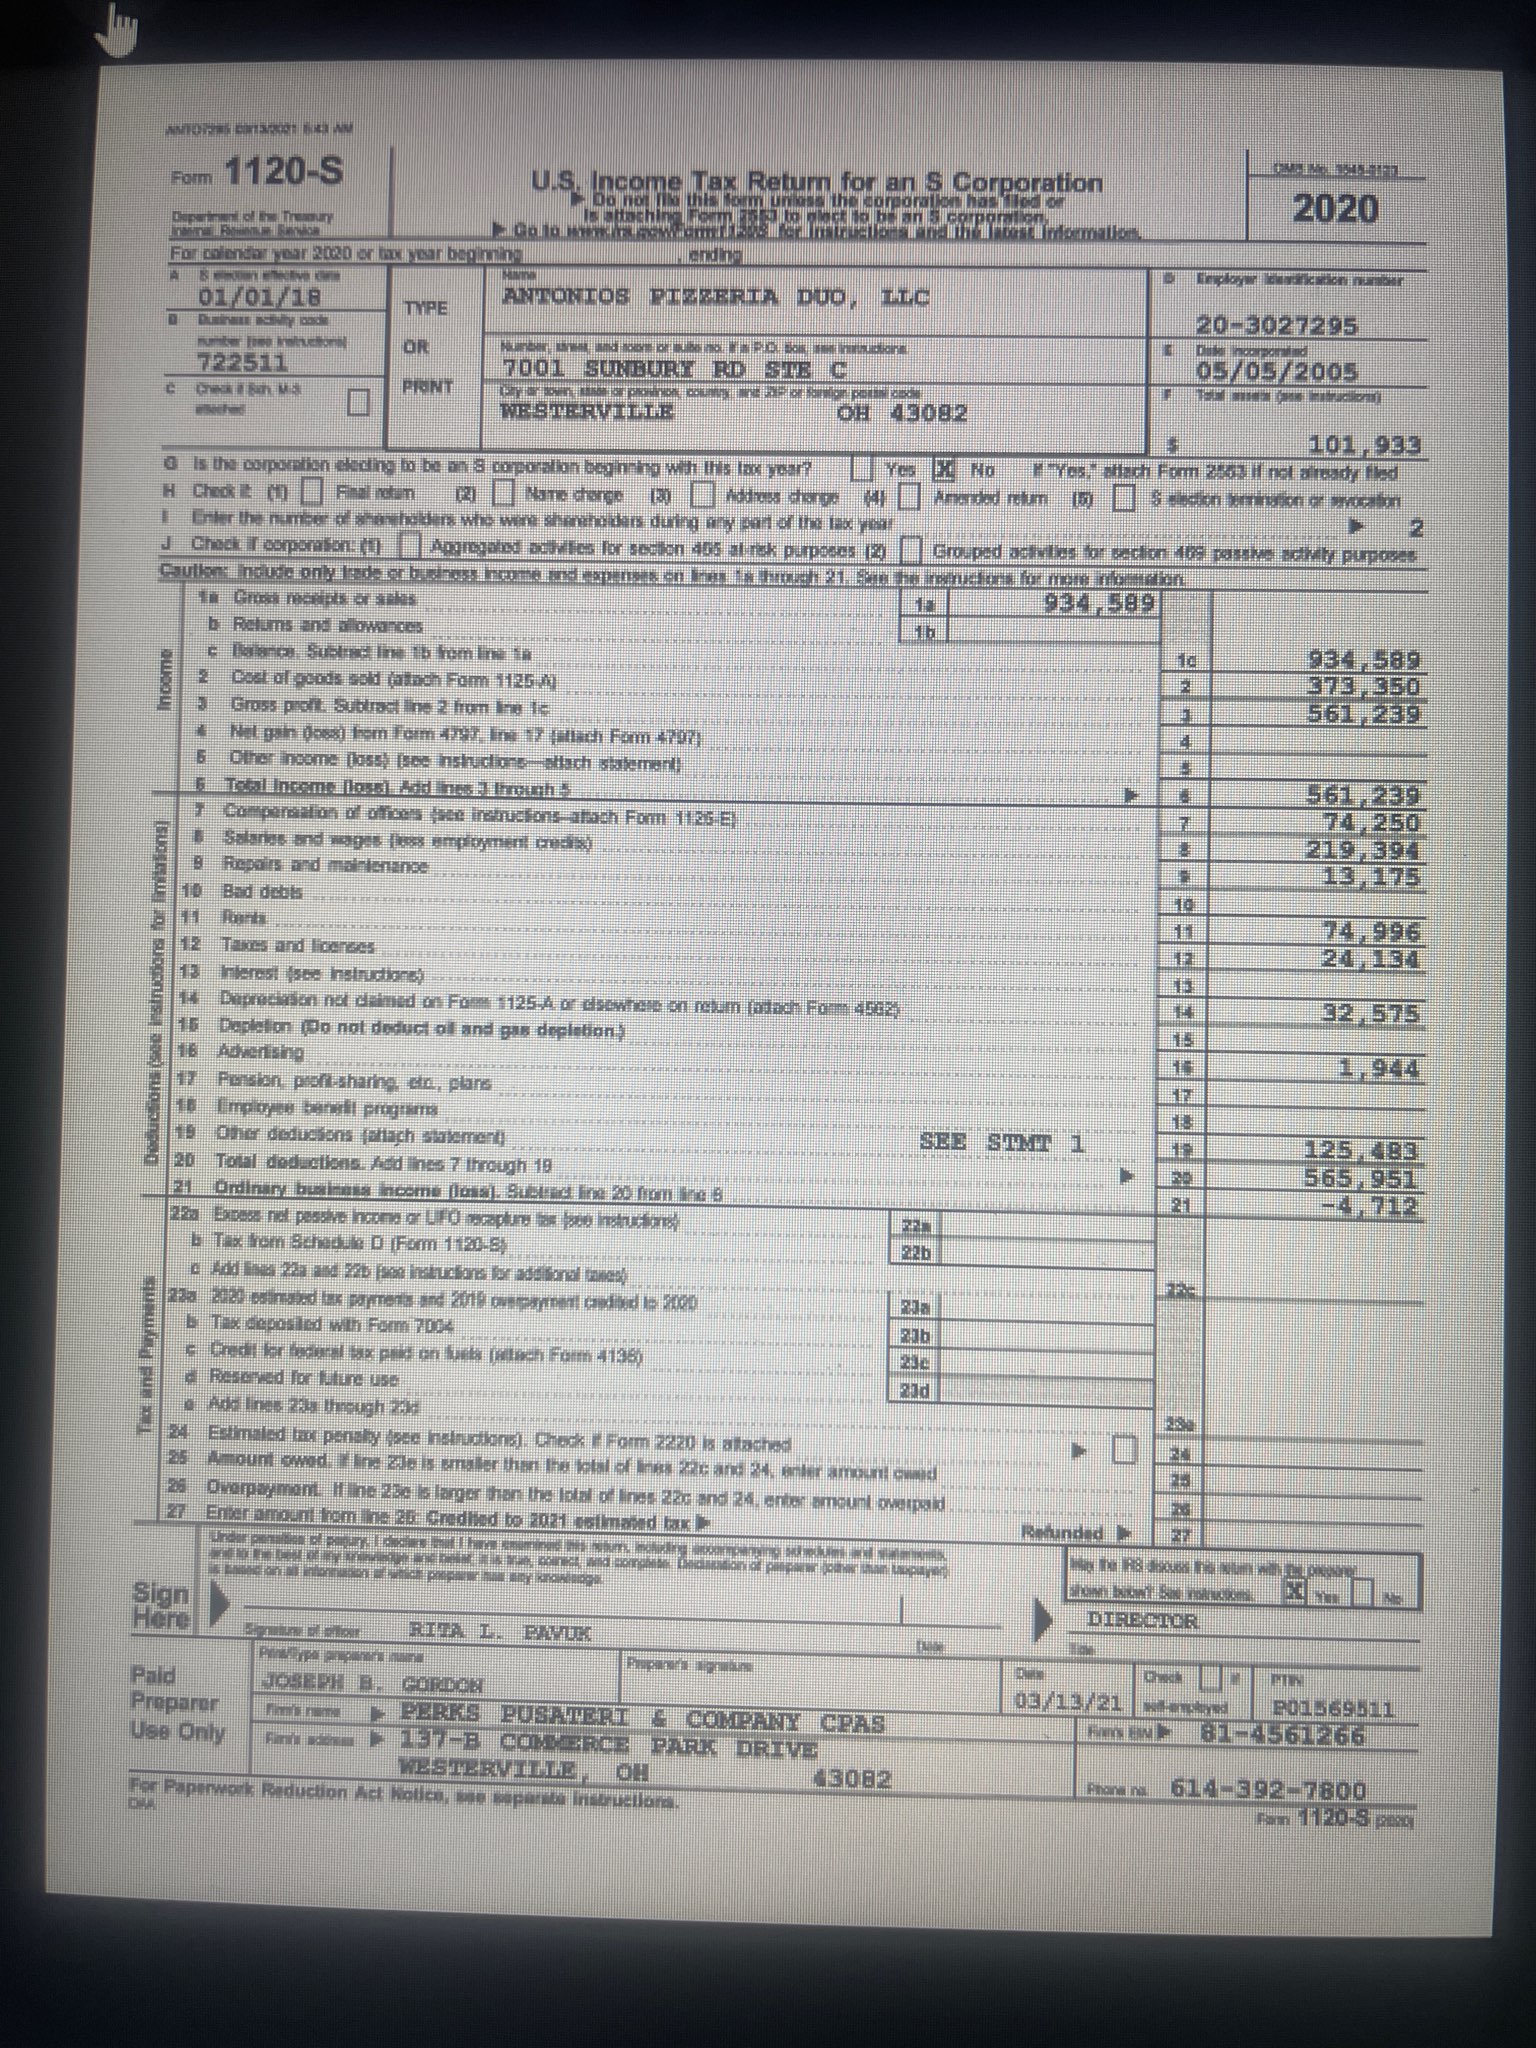 ANTO7295 03/13/2021 5:43 AM
Form 1120-S
U.S. Income Tax Return for an S Corporation
OMB No. 1545-0123
▶ Do not file this form unless the corporation has filed or
is attaching Form 2553 to elect to be an S corporation.
2020
Department of the Treasury
Internal Revenue Service
▶ Go to www.irs.gov/Form1120S for instructions and the latest information.
For calendar year 2020 or tax year beginning , ending
A S election effective date
01/01/18
B Business activity code
number (see instructions)
722511
C Check if Sch. M-3
attached
TYPE
OR
PRINT
Name
ANTONIOS PIZZERIA DUO, LLC
Number, street, and room or suite no. If a P.O. box, see instructions
7001 SUNBURY RD STE C
City or town, state or province, country, and ZIP or foreign postal code
WESTERVILLE OH 43082
D Employer identification number
20-3027295
E Date incorporated
05/05/2005
F Total assets (see instructions)
$ 101,933
G Is the corporation electing to be an S corporation beginning with this tax year? Yes X No If "Yes," attach Form 2553 if not already filed
H Check if: (1) Final return (2) Name change (3) Address change (4) Amended return (5) S election termination or revocation
I Enter the number of shareholders who were shareholders during any part of the tax year ▶ 2
J Check if corporation: (1) Aggregated activities for section 465 at-risk purposes (2) Grouped activities for section 469 passive activity purposes
Caution: Include only trade or business income and expenses on lines 1a through 21. See the instructions for more information.
Income
1a Gross receipts or sales 1a 934,589
b Returns and allowances 1b
c Balance. Subtract line 1b from line 1a 1c 934,589
2 Cost of goods sold (attach Form 1125-A) 2 373,350
3 Gross profit. Subtract line 2 from line 1c 3 561,239
4 Net gain (loss) from Form 4797, line 17 (attach Form 4797) 4
5 Other income (loss) (see instructions—attach statement) 5
6 Total income (loss). Add lines 3 through 5 ▶ 6 561,239
Deductions (see instructions for limitations)
7 Compensation of officers (see instructions–attach Form 1125-E) 7 74,250
8 Salaries and wages (less employment credits) 8 219,394
9 Repairs and maintenance 9 13,175
10 Bad debts 10
11 Rents 11 74,996
12 Taxes and licenses 12 24,134
13 Interest (see instructions) 13
14 Depreciation not claimed on Form 1125-A or elsewhere on return (attach Form 4562) 14 32,575
15 Depletion (Do not deduct oil and gas depletion.) 15
16 Advertising 16 1,944
17 Pension, profit-sharing, etc., plans 17
18 Employee benefit programs 18
19 Other deductions (attach statement) SEE STMT 1 19 125,483
20 Total deductions. Add lines 7 through 19 ▶ 20 565,951
21 Ordinary business income (loss). Subtract line 20 from line 6 21 -4,712
Tax and Payments
22a Excess net passive income or LIFO recapture tax (see instructions) 22a
b Tax from Schedule D (Form 1120-S) 22b
c Add lines 22a and 22b (see instructions for additional taxes) 22c
23a 2020 estimated tax payments and 2019 overpayment credited to 2020 23a
b Tax deposited with Form 7004 23b
c Credit for federal tax paid on fuels (attach Form 4136) 23c
d Reserved for future use 23d
e Add lines 23a through 23d 23e
24 Estimated tax penalty (see instructions). Check if Form 2220 is attached ▶ 24
25 Amount owed. If line 23e is smaller than the total of lines 22c and 24, enter amount owed 25
26 Overpayment. If line 23e is larger than the total of lines 22c and 24, enter amount overpaid 26
27 Enter amount from line 26: Credited to 2021 estimated tax ▶ Refunded ▶ 27
Sign
Here
Under penalties of perjury, I declare that I have examined this return, including accompanying schedules and statements,
and to the best of my knowledge and belief, it is true, correct, and complete. Declaration of preparer (other than taxpayer)
is based on all information of which preparer has any knowledge.
May the IRS discuss this return with the preparer
shown below? See instructions. X Yes No
DIRECTOR
Signature of officer RITA L. PAVUK Date Title
Paid
Preparer
Use Only
Print/Type preparer's name
JOSEPH B. GORDON
Preparer's signature
Date
03/13/21
Check if
self-employed
PTIN
P01569511
Firm's name ▶ PERKS PUSATERI & COMPANY CPAS
Firm's EIN ▶ 81-4561266
Firm's address ▶ 137-B COMMERCE PARK DRIVE
WESTERVILLE, OH 43082
Phone no. 614-392-7800
For Paperwork Reduction Act Notice, see separate instructions.
DAA
Form 1120-S (2020)